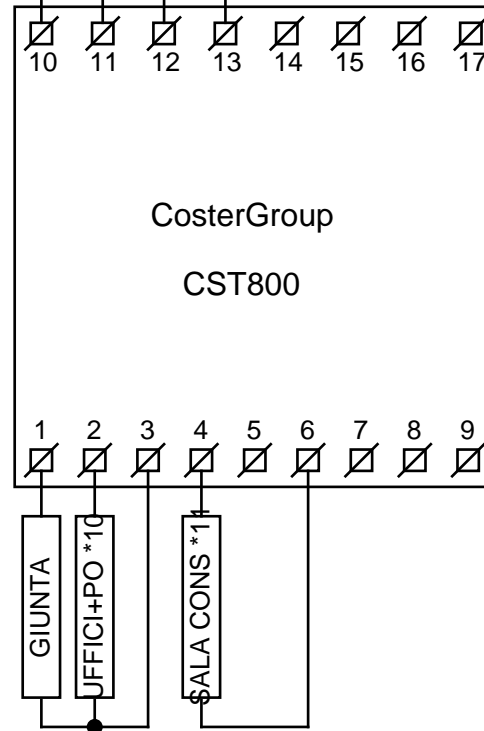 10 11 12 13 14 15 16 17
CosterGroup
CST800
1 2 3 4 5 6 7 8 9
GIUNTA
UFFICI+PO *10
SALA CONS *11